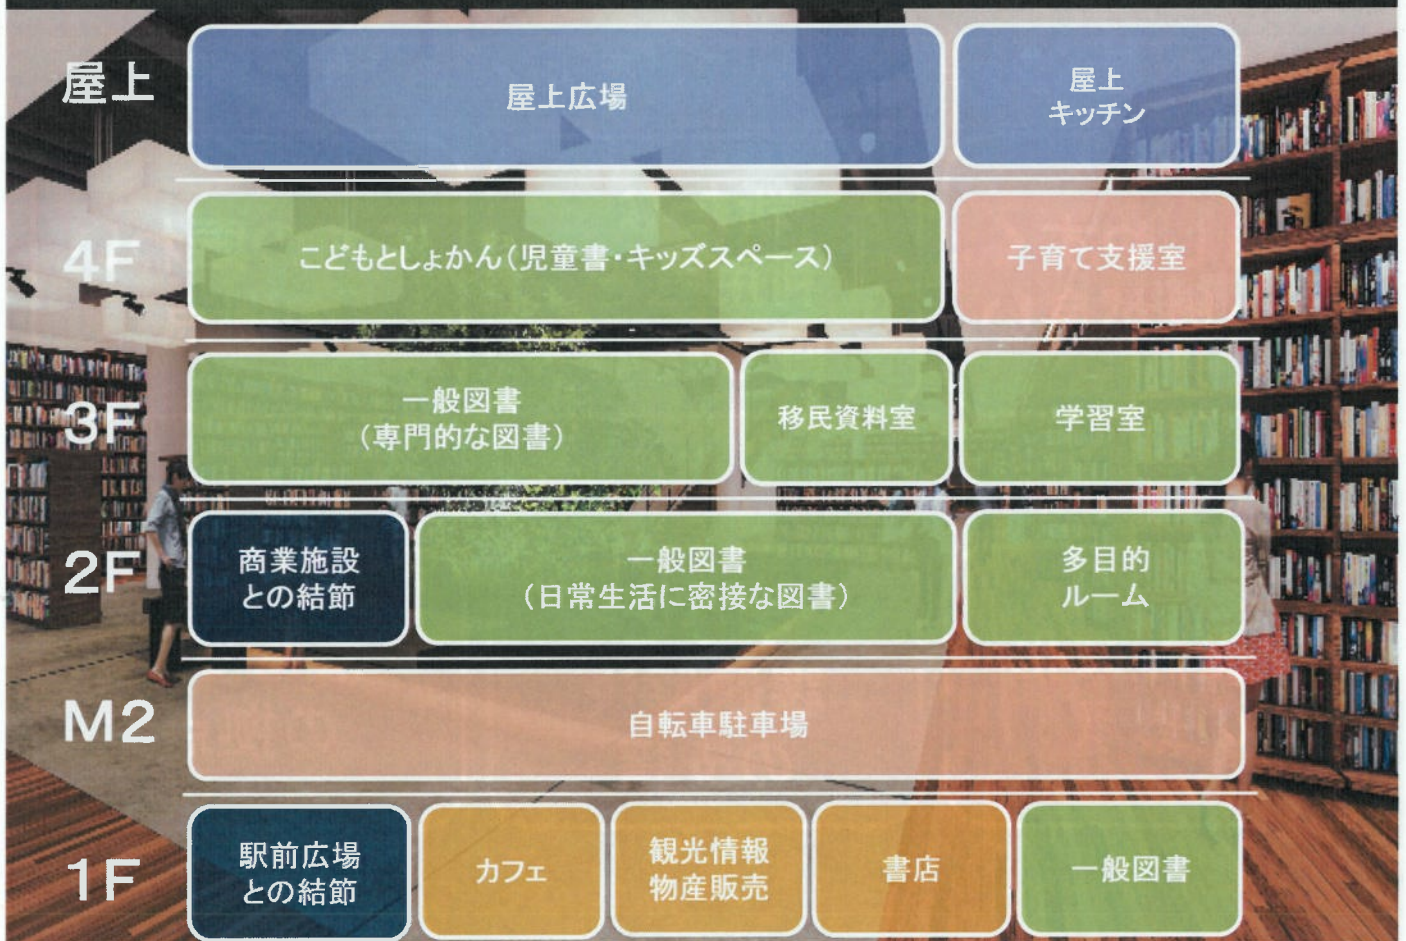 屋上
屋上広場
屋上
キッチン
4F
こどもとしょかん(児童書・キッズスペース)
子育て支援室
3F
一般図書
(専門的な図書)
移民資料室
学習室
2F
商業施設
との結節
一般図書
(日常生活に密接な図書)
多目的
ルーム
M2
自転車駐車場
1F
駅前広場
との結節
カフェ
観光情報
物産販売
書店
一般図書